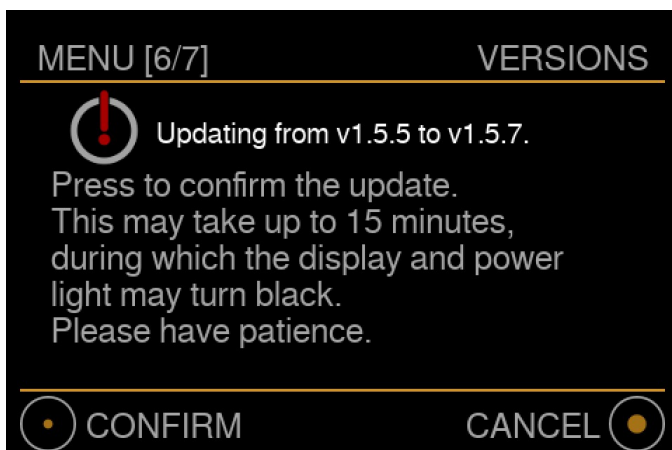 MENU [6/7] VERSIONS
Updating from v1.5.5 to v1.5.7.
Press to confirm the update.
This may take up to 15 minutes,
during which the display and power
light may turn black.
Please have patience.
CONFIRM CANCEL